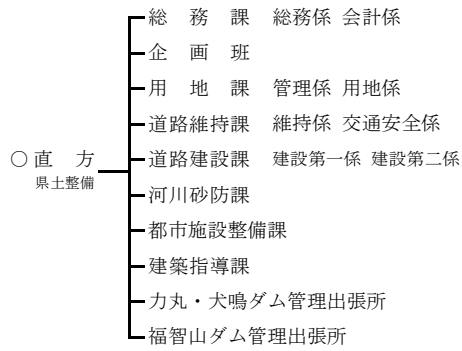 総務課 総務係 会計係
企画班
用地課 管理係 用地係
道路維持課 維持係 交通安全係
○直方
県土整備
道路建設課 建設第一係 建設第二係
河川砂防課
都市施設整備課
建築指導課
力丸・犬鳴ダム管理出張所
福智山ダム管理出張所